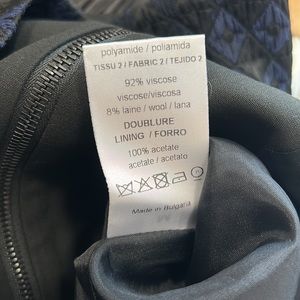 polyamide / poliamida
TISSU 2 / FABRIC 2 / TEJIDO 2
92% viscose
viscose/viscosa
8% laine / wool / lana
DOUBLURE
LINING / FORRO
100% acetate
acetate / acetato
Made in Bulgaria